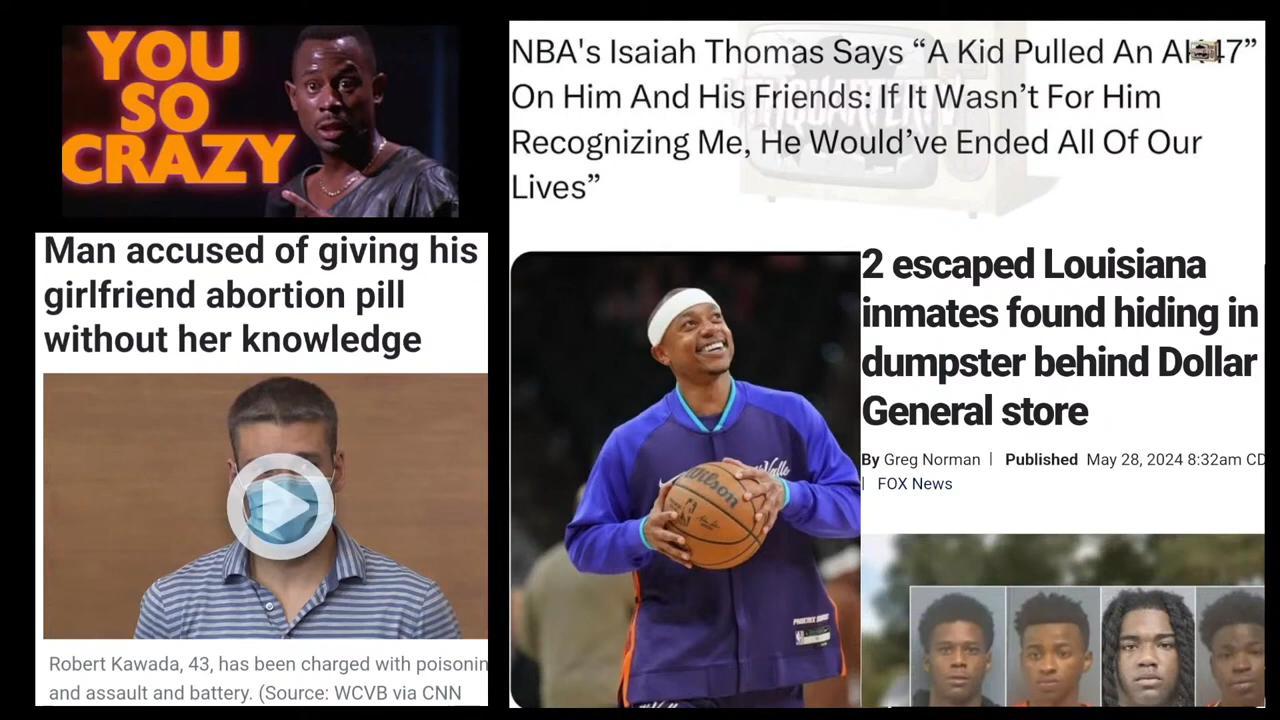 YOU
SO
CRAZY
Man accused of giving his
girlfriend abortion pill
without her knowledge
Robert Kawada, 43, has been charged with poisonin
and assault and battery. (Source: WCVB via CNN
NBA's Isaiah Thomas Says “A Kid Pulled An AK-47”
On Him And His Friends: If It Wasn’t For Him
Recognizing Me, He Would’ve Ended All Of Our
Lives”
Wilson
2 escaped Louisiana
inmates found hiding in
dumpster behind Dollar
General store
By Greg Norman | Published May 28, 2024 8:32am CD
| FOX News